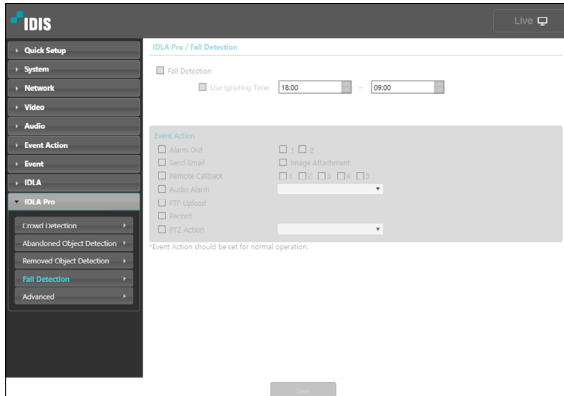 IDIS
Live
Quick Setup
System
Network
Video
Audio
Event Action
Event
IDLA
IDLA Pro
Crowd Detection
Abandoned Object Detection
Removed Object Detection
Fall Detection
Advanced
IDLA Pro / Fall Detection
Fall Detection
Use Ignoring Time 18:00 ~ 09:00
Event Action
Alarm Out 1 2
Send Email Image Attachment
Remote Callback 1 2 3 4 5
Audio Alarm
FTP Upload
Record
PTZ Action
*Event Action should be set for normal operation.
Save